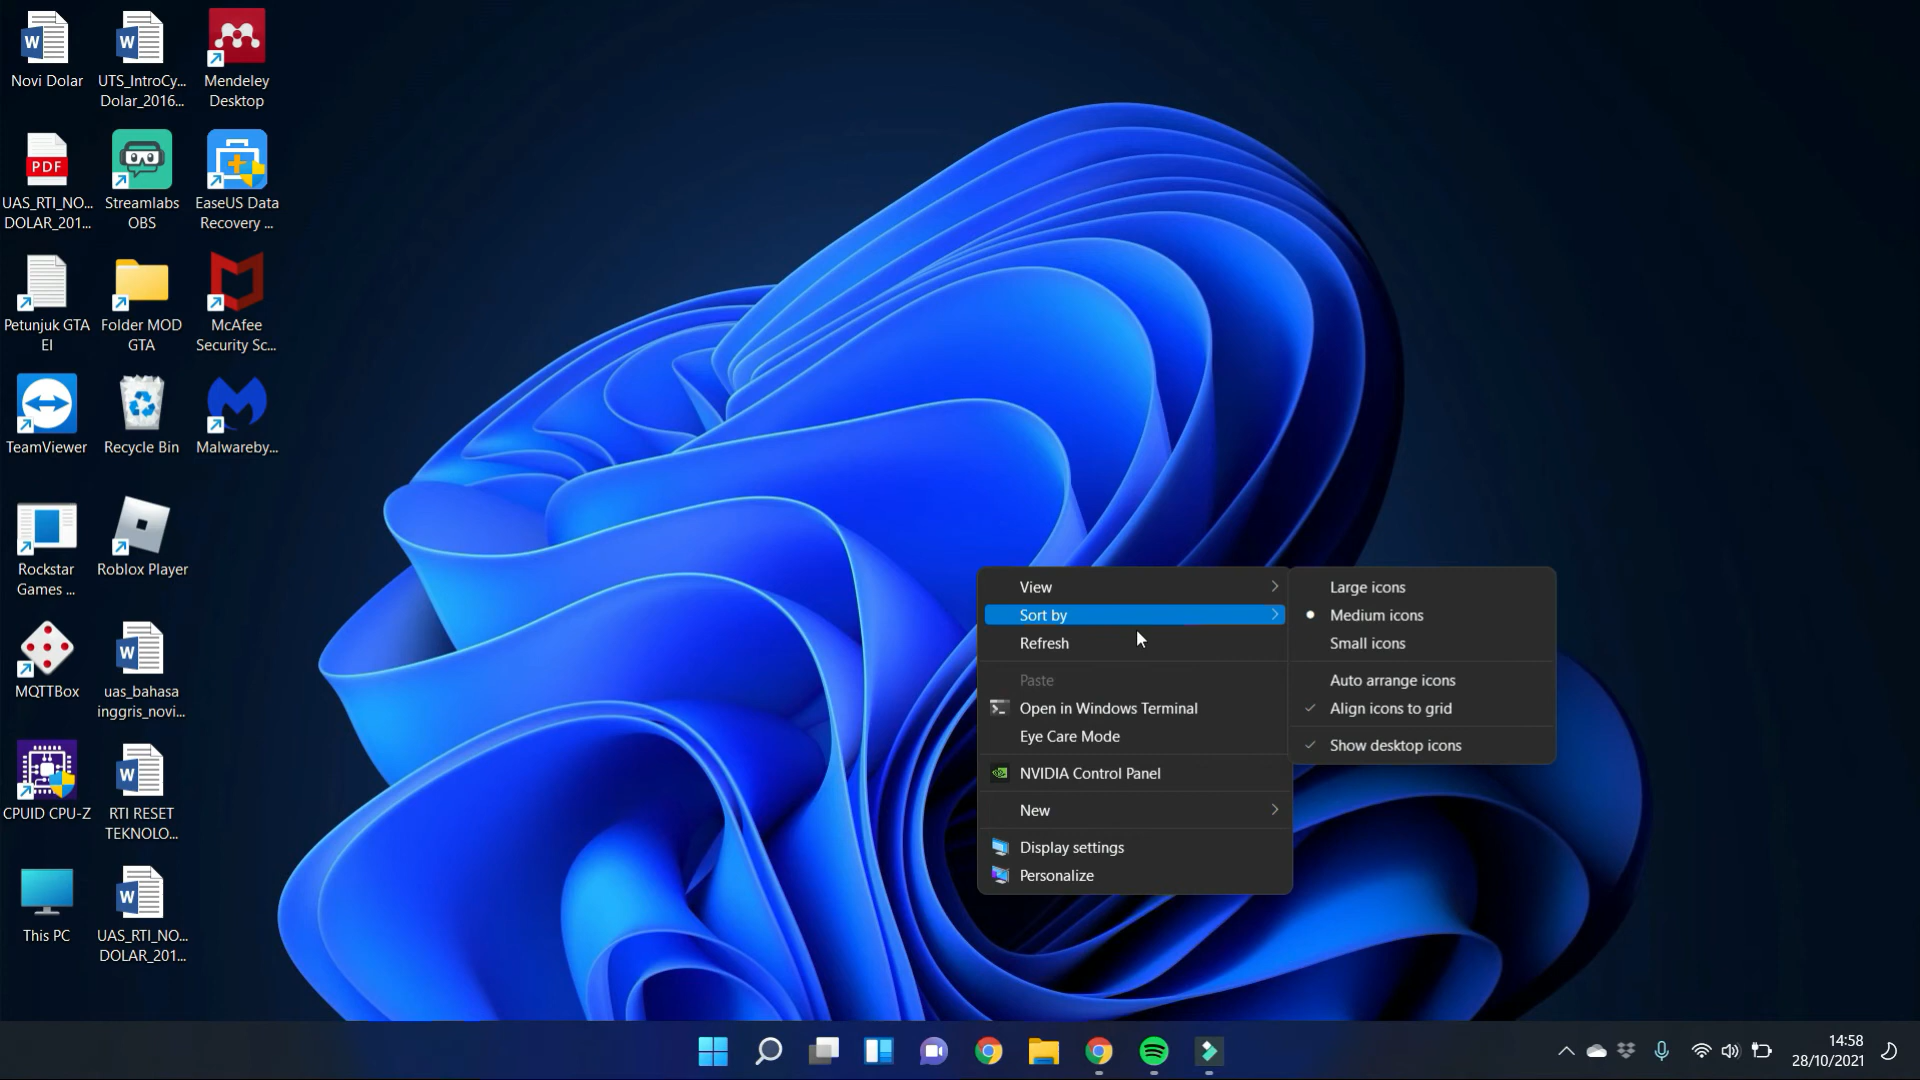 Novi Dolar
UTS_IntroCy...
Dolar_2016...
Mendeley
Desktop
PDF
UAS_RTI_NO...
DOLAR_201...
Streamlabs
OBS
EaseUS Data
Recovery ...
Petunjuk GTA
EI
Folder MOD
GTA
McAfee
Security Sc...
TeamViewer
Recycle Bin
Malwareby...
Rockstar
Games ...
Roblox Player
MQTTBox
uas_bahasa
inggris_novi...
CPUID CPU-Z
RTI RESET
TEKNOLO...
This PC
UAS_RTI_NO...
DOLAR_201...
View
Sort by
Refresh
Paste
Open in Windows Terminal
Eye Care Mode
NVIDIA Control Panel
New
Display settings
Personalize
Large icons
Medium icons
Small icons
Auto arrange icons
Align icons to grid
Show desktop icons
14:58
28/10/2021